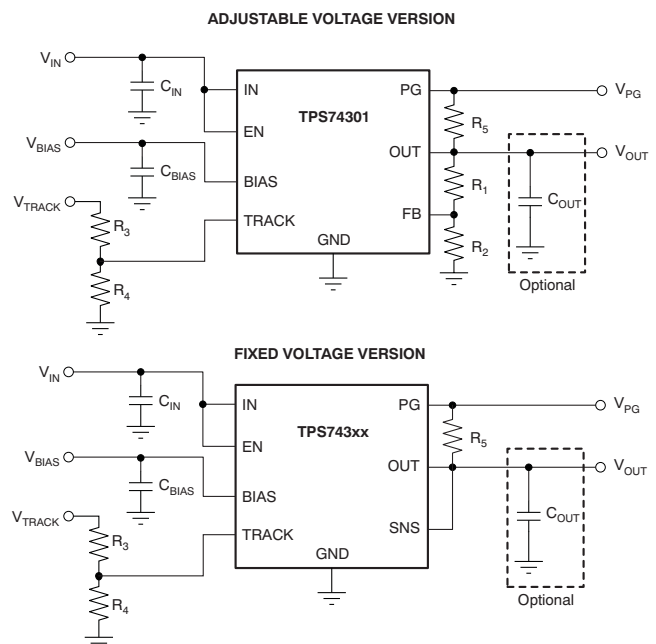 ADJUSTABLE VOLTAGE VERSION
VIN
CIN
IN
TPS74301
PG
VPG
EN
R5
VBIAS
CBIAS
OUT
VOUT
BIAS
R1
COUT
VTRACK
R3
TRACK
FB
GND
R2
R4
Optional
FIXED VOLTAGE VERSION
VIN
CIN
IN
TPS743xx
PG
VPG
EN
R5
VBIAS
CBIAS
OUT
VOUT
BIAS
COUT
VTRACK
R3
TRACK
SNS
GND
R4
Optional